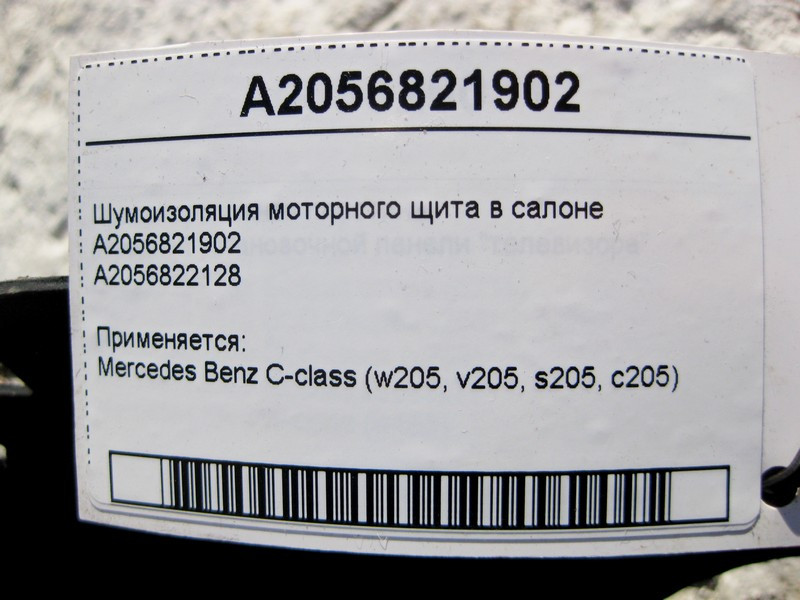 A2056821902
Шумоизоляция моторного щита в салоне
A2056821902
A2056822128
Применяется:
Mercedes Benz C-class (w205, v205, s205, c205)